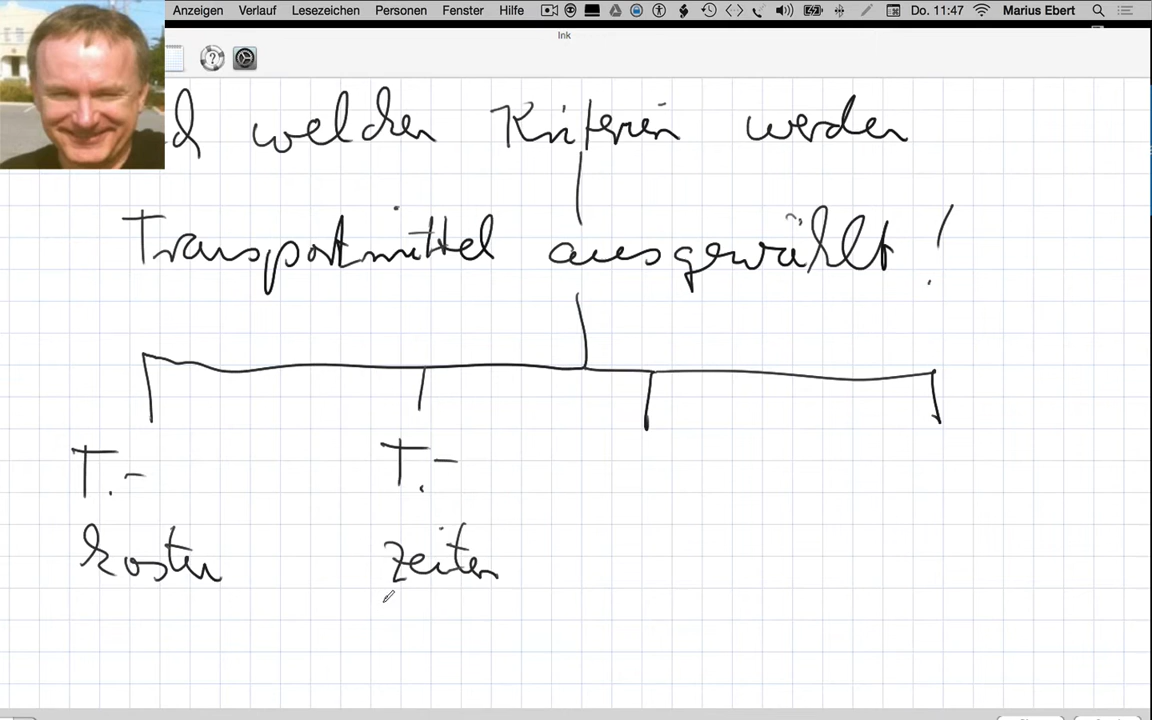 Anzeigen Verlauf Lesezeichen Personen Fenster Hilfe Do. 11:47 Marius Ebert
Ink
d welchen Kriterien werden
Transportmittel ausgewählt!
T.- T.-
kosten zeiten